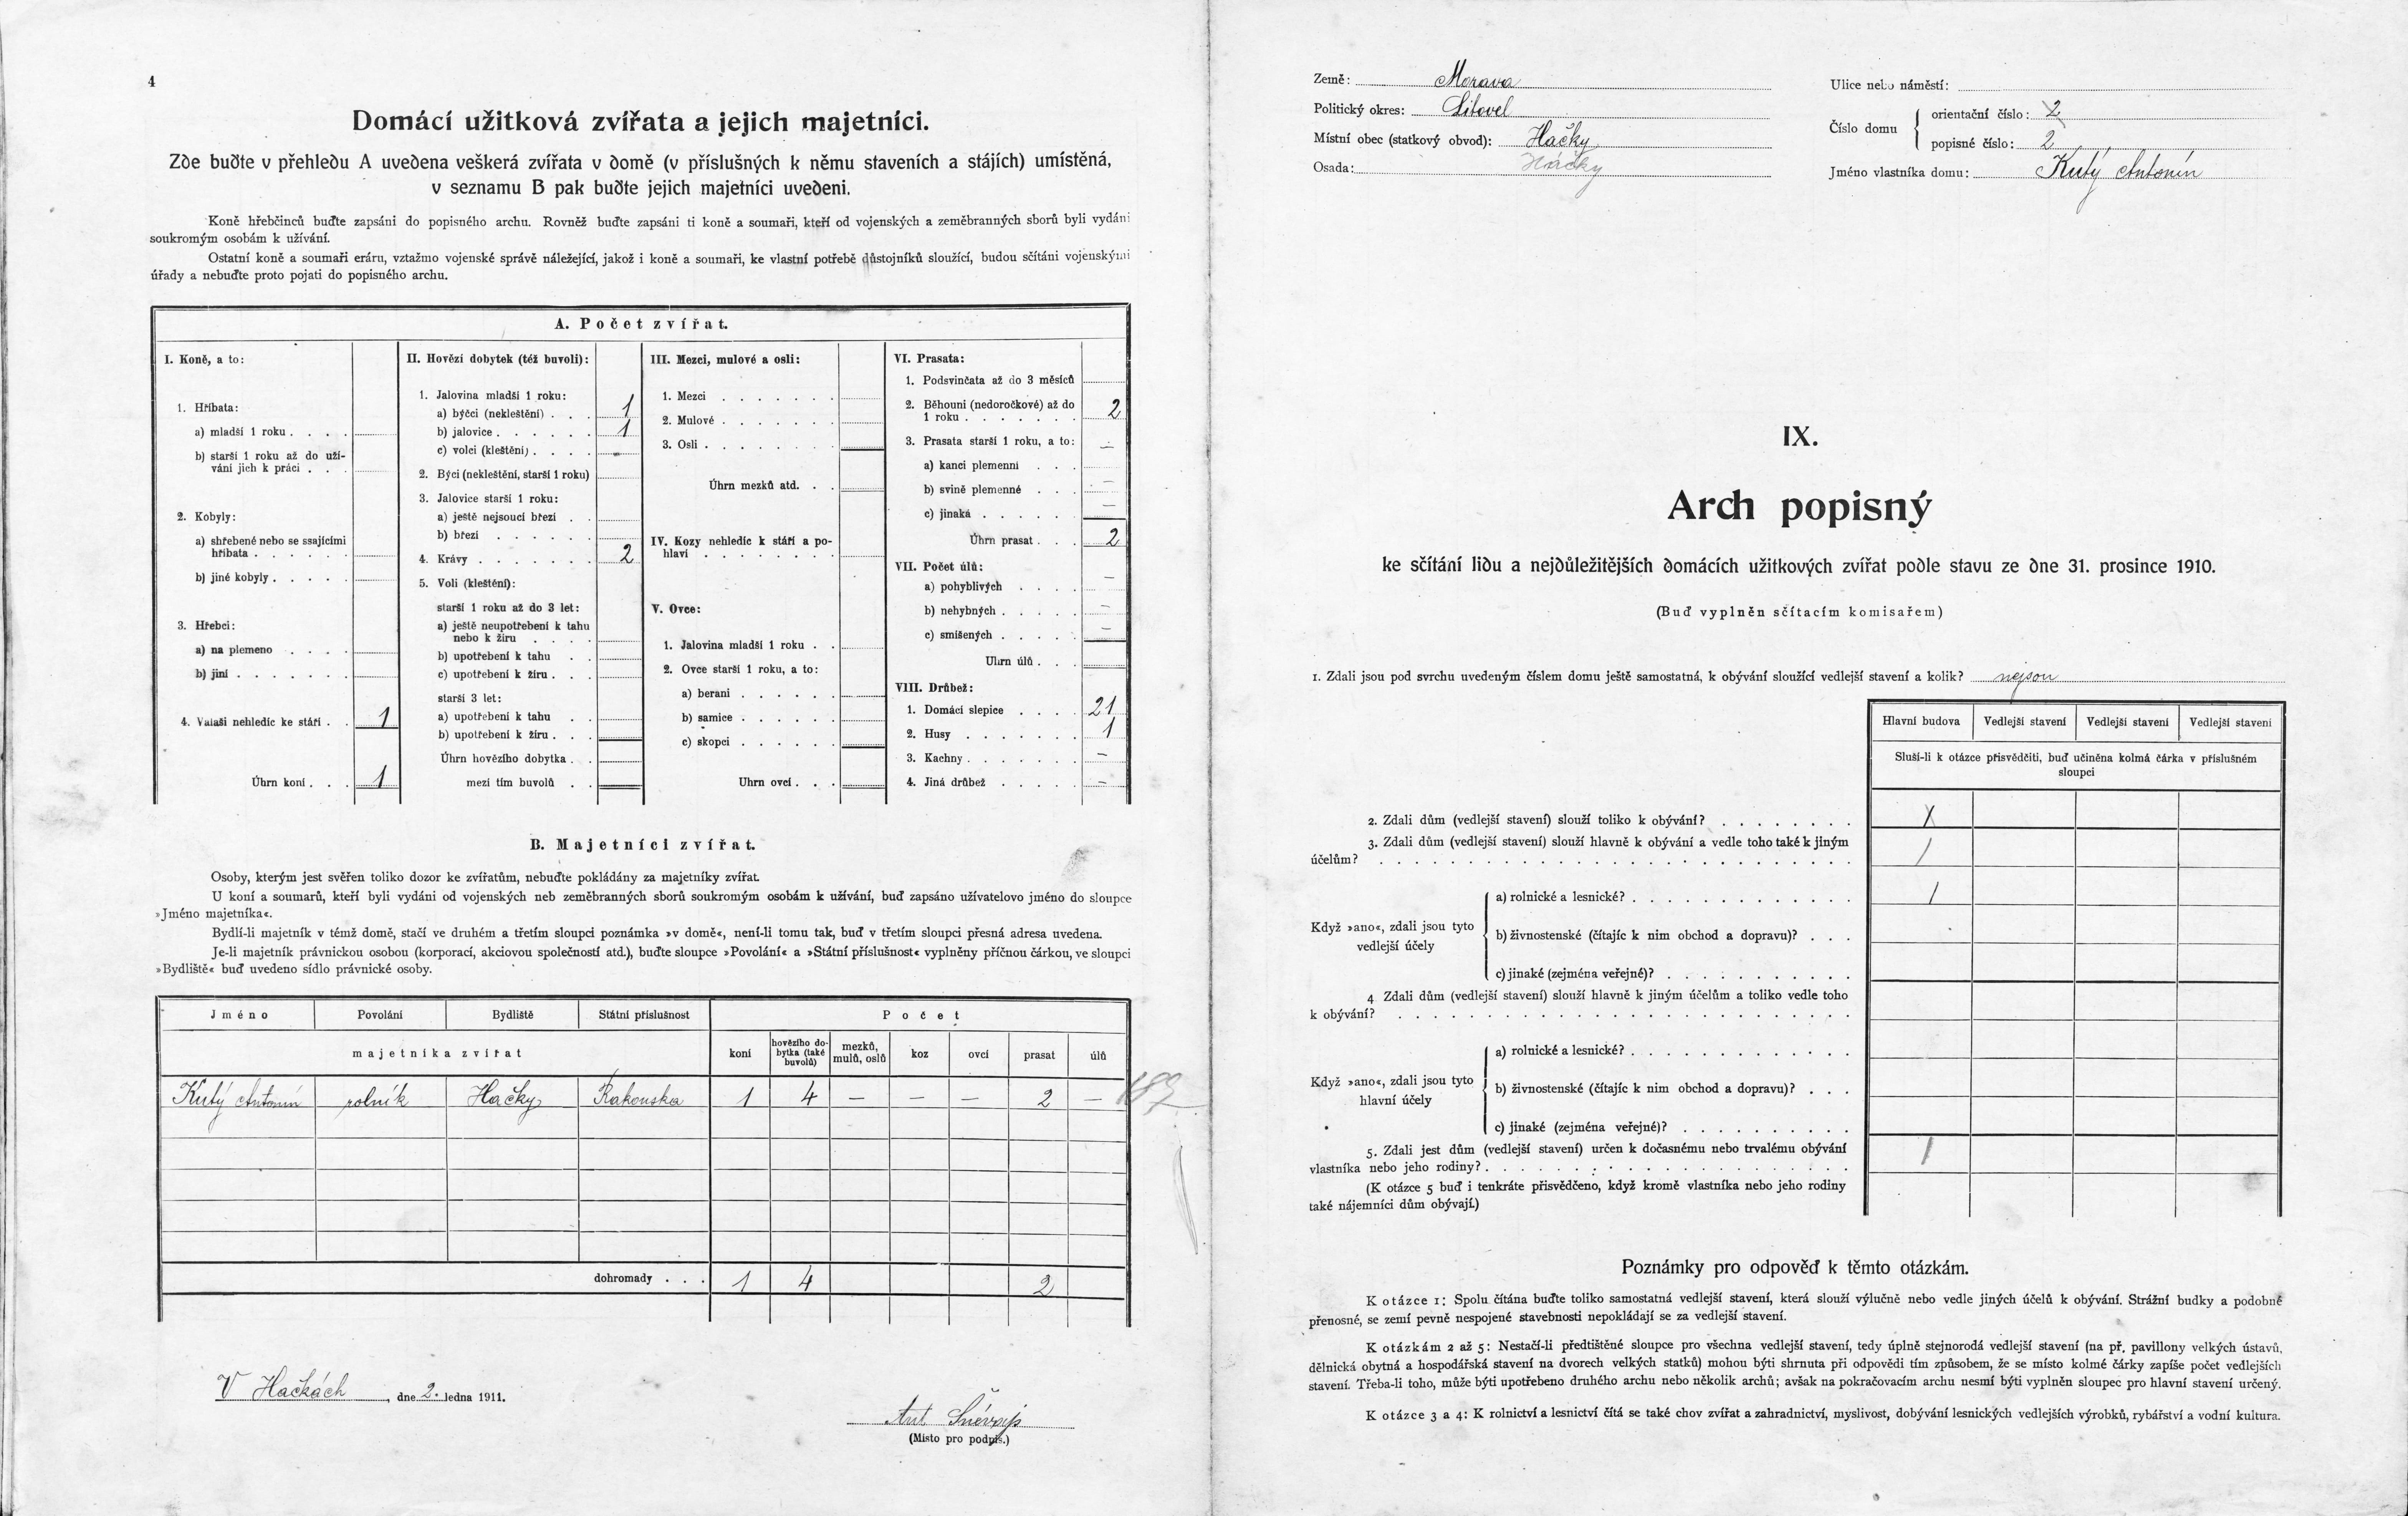 4
Domácí užitková zvířata a jejich majetníci.
Zde buďte v přehledu A uvedena veškerá zvířata v domě (v příslušných k němu staveních a stájích) umístěná,
v seznamu B pak buďte jejich majetníci uvedeni.
Koně hřebčinců buďte zapsáni do popisného archu. Rovněž buďte zapsáni ti koně a soumaři, kteří od vojenských a zeměbranných sborů byli vydáni
soukromým osobám k užívání.
Ostatní koně a soumaři eráru, vztažmo vojenské správě náležející, jakož i koně a soumaři, ke vlastní potřebě důstojníků sloužící, budou sčítáni vojenskými
úřady a nebuďte proto pojati do popisného archu.
A. Počet zvířat.
I. Koně, a to:
1. Hříbata:
a) mladší 1 roku . . . .
b) starší 1 roku až do uží-
vání jich k práci . . .
2. Kobyly:
a) shřebené nebo se ssajícími
hříbata . . . . . .
b) jiné kobyly . . . . .
3. Hřebci:
a) na plemeno . . . .
b) jiní . . . . . . .
4. Valaši nehledíc ke stáří . . 1
Úhrn koní . . . 1
II. Hovězí dobytek (též buvoli):
1. Jalovina mladší 1 roku:
a) býčci (nekleštění) . . . 1
b) jalovice . . . . . . 1
c) volci (kleštění) . . . .
2. Býci (nekleštění, starší 1 roku)
3. Jalovice starší 1 roku:
a) ještě nejsoucí březí . .
b) březí . . . . . .
4. Krávy . . . . . . . 2
5. Voli (kleštění):
starší 1 roku až do 3 let:
a) ještě neupotřebení k tahu
nebo k žíru . . . .
b) upotřebení k tahu . .
c) upotřebení k žíru . . .
starší 3 let:
a) upotřebení k tahu . .
b) upotřebení k žíru . . .
Úhrn hovězího dobytka . .
mezi tím buvolů . .
III. Mezci, mulové a osli:
1. Mezci . . . . . . .
2. Mulové . . . . . . .
3. Osli . . . . . . . .
Úhrn mezků atd. . .
IV. Kozy nehledíc k stáří a po-
hlaví . . . . . . .
V. Ovce:
1. Jalovina mladší 1 roku . .
2. Ovce starší 1 roku, a to:
a) berani . . . . . .
b) samice . . . . . .
c) skopci . . . . . .
Uhrn ovcí . . .
VI. Prasata:
1. Podsvinčata až do 3 měsíců
2. Běhouni (nedoročkové) až do
1 roku . . . . . . . 2
3. Prasata starší 1 roku, a to: —
a) kanci plemenní . . .
b) svině plemenné . . . —
c) jinaká . . . . . —
Úhrn prasat . . . 2
VII. Počet úlů: —
a) pohyblivých . . . .
b) nehybných . . . . . —
c) smíšených . . . . . —
Uhrn úlů . . .
VIII. Drůbež:
1. Domácí slepice . . . . 21
2. Husy . . . . . . . 1
3. Kachny . . . . . . . —
4. Jiná drůbež . . . . . —
B. Majetníci zvířat.
Osoby, kterým jest svěřen toliko dozor ke zvířatům, nebuďte pokládány za majetníky zvířat.
U koní a soumarů, kteří byli vydáni od vojenských neb zeměbranných sborů soukromým osobám k užívání, buď zapsáno uživatelovo jméno do sloupce
»Jméno majetníka«.
Bydlí-li majetník v témž domě, stačí ve druhém a třetím sloupci poznámka »v domě«, není-li tomu tak, buď v třetím sloupci přesná adresa uvedena.
Je-li majetník právnickou osobou (korporací, akciovou společností atd.), buďte sloupce »Povolání« a »Státní příslušnost« vyplněny příčnou čárkou, ve sloupci
»Bydliště« buď uvedeno sídlo právnické osoby.
Jméno Povolání Bydliště Státní příslušnost Počet
majetníka zvířat koní hovězího do-bytka (také buvolů) mezků, mulů, oslů koz ovcí prasat úlů
Kutý Antonín rolník Hačky Rakouska 1 4 — — — 2 —
dohromady . . . 1 4 2
V Hačkách, dne 2. ledna 1911.
Ant
(Místo pro podpis.)
Země: Morava
Politický okres: Litovel
Místní obec (statkový obvod): Hačky
Osada: Háčky
Ulice nebo náměstí:
Číslo domu
orientační číslo: 2
popisné číslo: 2
Jméno vlastníka domu: Kutý Antonín
IX.
Arch popisný
ke sčítání lidu a nejdůležitějších domácích užitkových zvířat podle stavu ze dne 31. prosince 1910.
(Buď vyplněn sčítacím komisařem)
1. Zdali jsou pod svrchu uvedeným číslem domu ještě samostatná, k obývání sloužící vedlejší stavení a kolik? nejsou
Hlavní budova Vedlejší stavení Vedlejší stavení Vedlejší stavení
Sluší-li k otázce přisvědčiti, buď učiněna kolmá čárka v příslušném
sloupci
2. Zdali dům (vedlejší stavení) slouží toliko k obývání? . . . . . . . .
3. Zdali dům (vedlejší stavení) slouží hlavně k obývání a vedle toho také k jiným
účelům? . . . . . . . . . . . . . . . . 1
Když »ano«, zdali jsou tyto
vedlejší účely
a) rolnické a lesnické? . . . . . . . . . . . . 1
b) živnostenské (čítajíc k nim obchod a dopravu)? . . .
c) jinaké (zejména veřejné)? . . . . . . . . . .
4 Zdali dům (vedlejší stavení) slouží hlavně k jiným účelům a toliko vedle toho
k obývání? . . . . . . . . . . . . . . . .
Když »ano«, zdali jsou tyto
hlavní účely
a) rolnické a lesnické? . . . . . . . . . . . .
b) živnostenské (čítajíc k nim obchod a dopravu)? . . .
c) jinaké (zejména veřejné)? . . . . . . . . . .
5. Zdali jest dům (vedlejší stavení) určen k dočasnému nebo trvalému obývání
vlastníka nebo jeho rodiny? . . . . . . . . . . . . 1
(K otázce 5 buď i tenkráte přisvědčeno, když kromě vlastníka nebo jeho rodiny
také nájemníci dům obývají.)
Poznámky pro odpověď k těmto otázkám.
K otázce 1: Spolu čítána buďte toliko samostatná vedlejší stavení, která slouží výlučně nebo vedle jiných účelů k obývání. Strážní budky a podobné
přenosné, se zemí pevně nespojené stavebnosti nepokládají se za vedlejší stavení.
K otázkám 2 až 5: Nestačí-li předtištěné sloupce pro všechna vedlejší stavení, tedy úplně stejnorodá vedlejší stavení (na př. pavillony velkých ústavů,
dělnická obytná a hospodářská stavení na dvorech velkých statků) mohou býti shrnuta při odpovědi tím způsobem, že se místo kolmé čárky zapíše počet vedlejších
stavení. Třeba-li toho, může býti upotřebeno druhého archu nebo několik archů; avšak na pokračovacím archu nesmí býti vyplněn sloupec pro hlavní stavení určený.
K otázce 3 a 4: K rolnictví a lesnictví čítá se také chov zvířat a zahradnictví, myslivost, dobývání lesnických vedlejších výrobků, rybářství a vodní kultura.